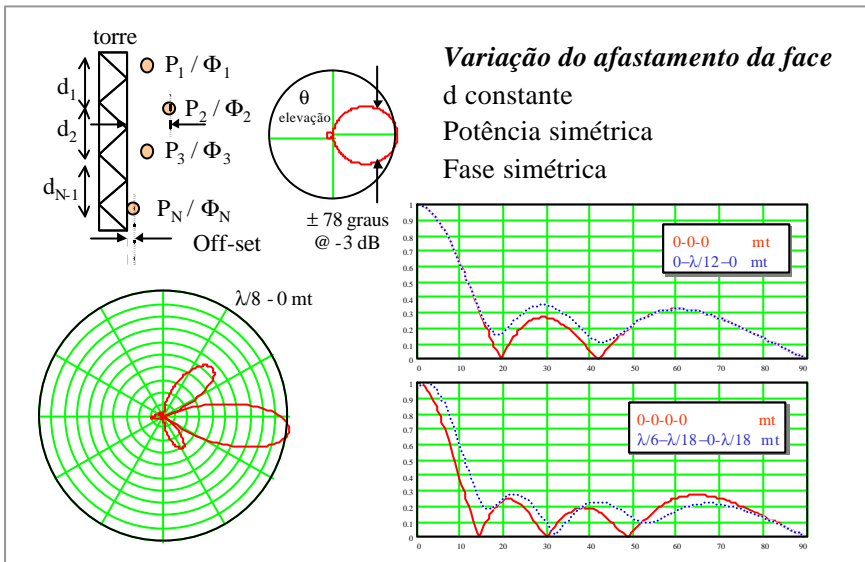 torre
P1 / Φ1
d1
P2 / Φ2
d2
P3 / Φ3
dN-1
PN / ΦN
Off-set
θ
elevação
± 78 graus
@ -3 dB
Variação do afastamento da face
d constante
Potência simétrica
Fase simétrica
1
0.9
0.8
0.7
0.6
0.5
0.4
0.3
0.2
0.1
0
0 10 20 30 40 50 60 70 80 90
0-0-0 mt
0–λ/12–0 mt
λ/8 - 0 mt
1
0.9
0.8
0.7
0.6
0.5
0.4
0.3
0.2
0.1
0
0 10 20 30 40 50 60 70 80 90
0-0-0-0 mt
λ/6–λ/18–0-λ/18 mt